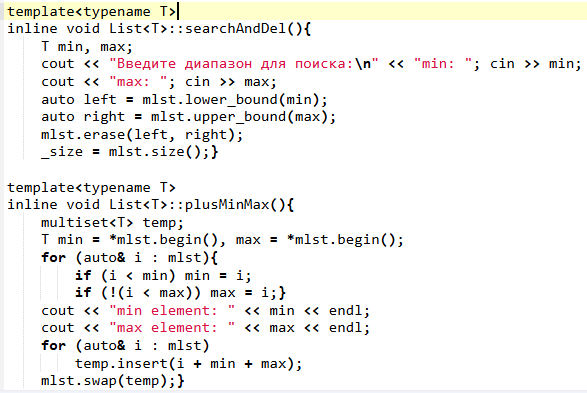 template<typename T>
inline void List<T>::searchAndDel(){
    T min, max;
    cout << "Введите диапазон для поиска:\n" << "min: "; cin >> min;
    cout << "max: "; cin >> max;
    auto left = mlst.lower_bound(min);
    auto right = mlst.upper_bound(max);
    mlst.erase(left, right);
    _size = mlst.size();}

template<typename T>
inline void List<T>::plusMinMax(){
    multiset<T> temp;
    T min = *mlst.begin(), max = *mlst.begin();
    for (auto& i : mlst){
        if (i < min) min = i;
        if (!(i < max)) max = i;}
    cout << "min element: " << min << endl;
    cout << "max element: " << max << endl;
    for (auto& i : mlst)
        temp.insert(i + min + max);
    mlst.swap(temp);}